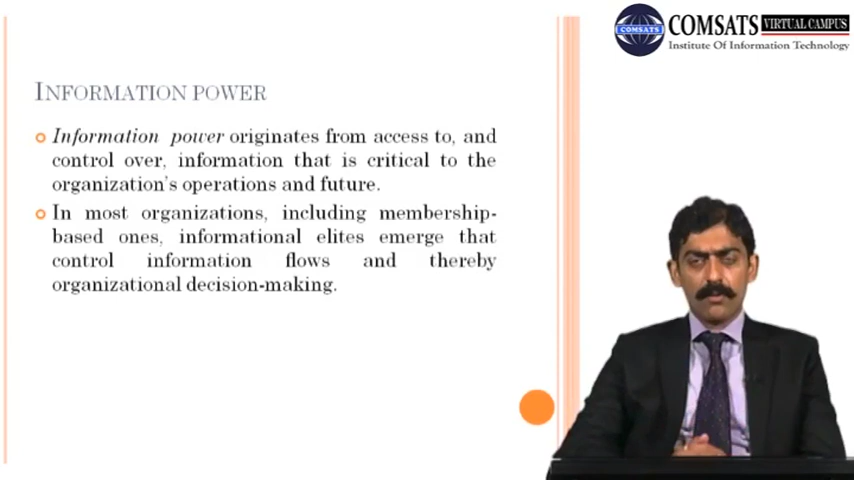 COMSATS VIRTUAL CAMPUS
COMSATS Institute Of Information Technology
INFORMATION POWER
Information power originates from access to, and
control over, information that is critical to the
organization's operations and future.
In most organizations, including membership-
based ones, informational elites emerge that
control information flows and thereby
organizational decision-making.